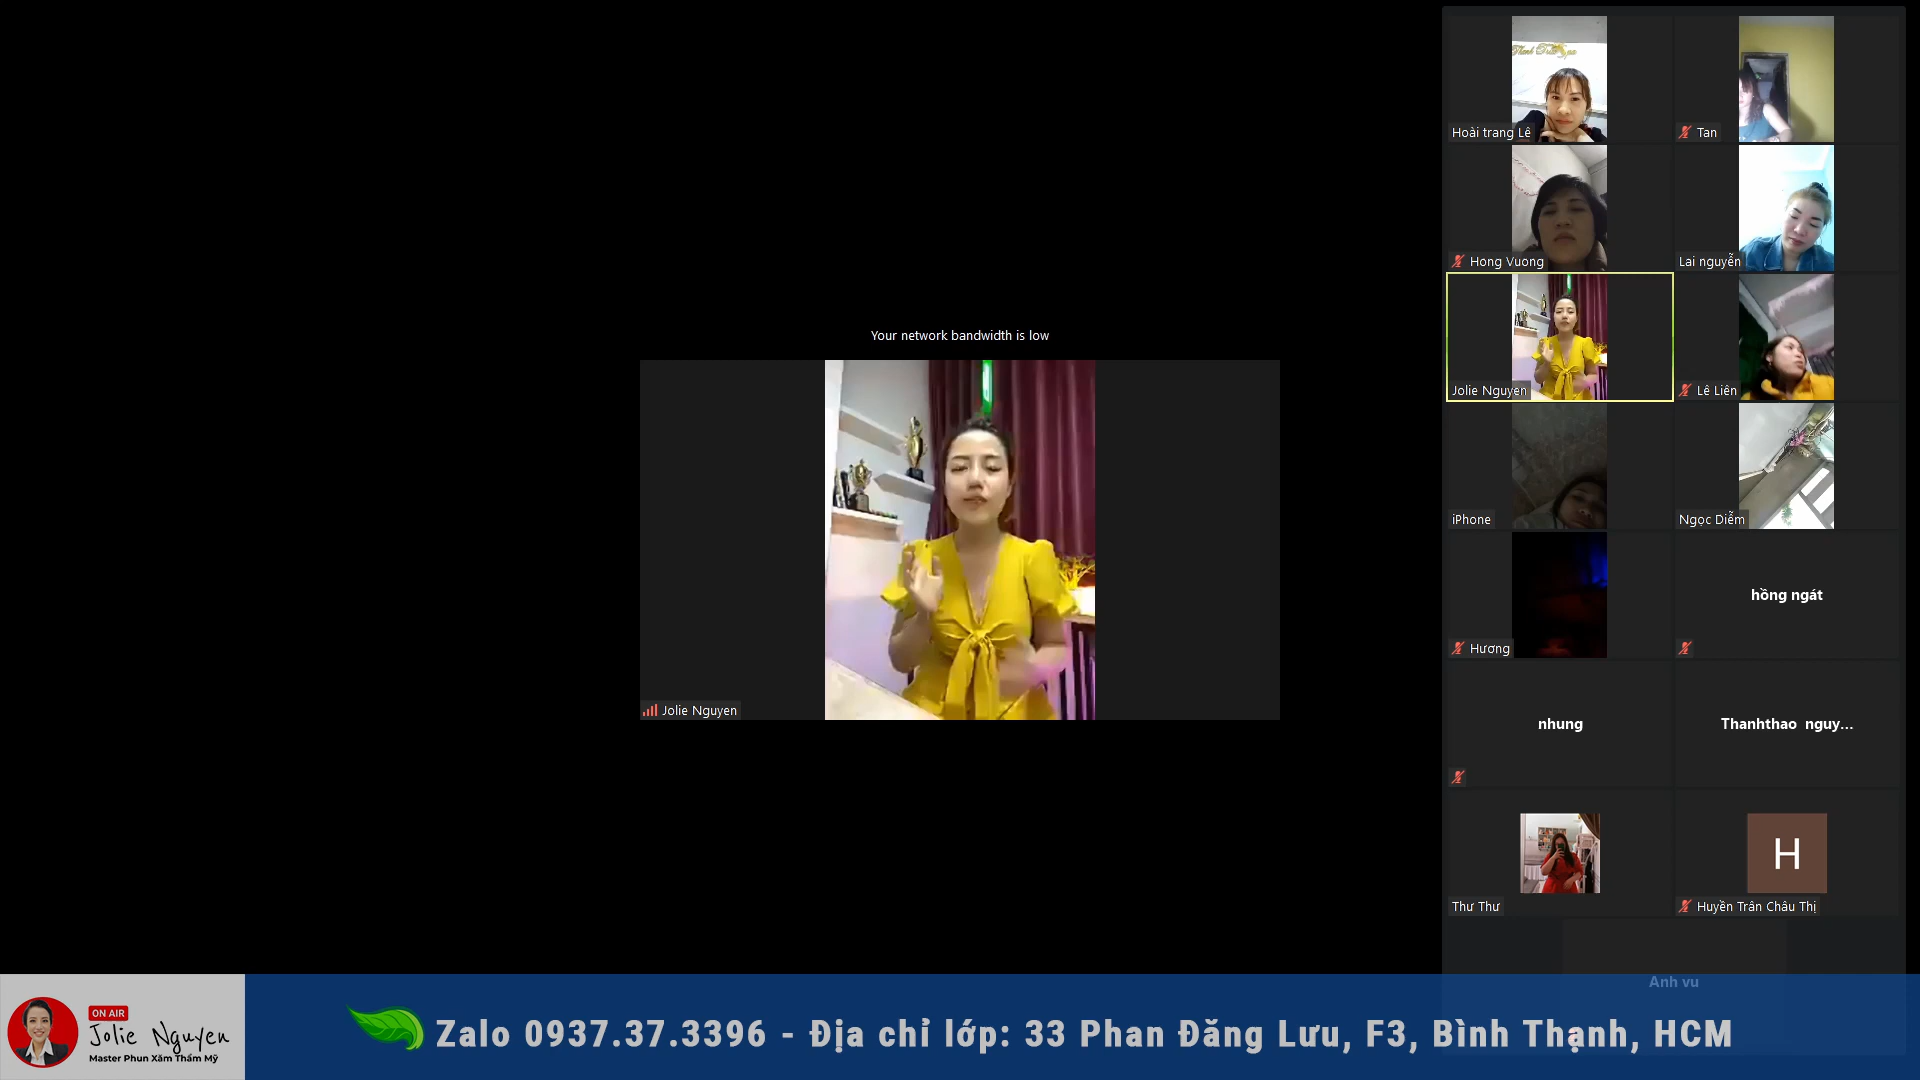 Your network bandwidth is low
Jolie Nguyen
Hoài trang Lê
Tan
Hong Vuong
Lai nguyễn
Jolie Nguyen
Lê Liên
iPhone
Ngọc Diễm
Hương
hồng ngát
nhung
Thanhthao nguy...
Thư Thư
H
Huyền Trân Châu Thị
Anh vu
ON AIR
Jolie Nguyen
Master Phun Xăm Thẩm Mỹ
Zalo 0937.37.3396 - Địa chỉ lớp: 33 Phan Đăng Lưu, F3, Bình Thạnh, HCM